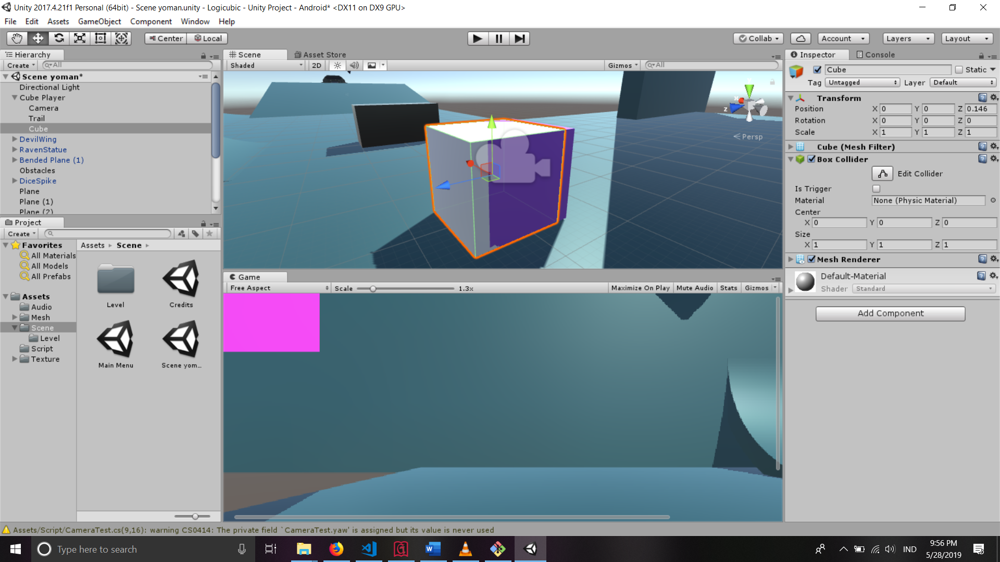 Unity 2017.4.21f1 Personal (64bit) - Scene yoman.unity - Logicubic - Unity Project - Android* <DX11 on DX9 GPU>
File Edit Assets GameObject Component Window Help
Center Local
Collab Account Layers Layout
Hierarchy
Create All
Scene yoman*
Directional Light
Cube Player
Camera
Trail
Cube
DevilWing
RavenStatue
Bended Plane (1)
Obstacles
DiceSpike
Plane
Plane (1)
Plane (2)
Project
Create
Favorites
All Materials
All Models
All Prefabs
Assets
Audio
Mesh
Scene
Level
Script
Texture
Assets Scene
Level
Credits
Main Menu
Scene yom...
Scene Asset Store
Shaded 2D Gizmos All
x
z
Persp
Game
Free Aspect Scale 1.3x Maximize On Play Mute Audio Stats Gizmos
Inspector Console
Cube Static
Tag Untagged Layer Default
Transform
Position X 0 Y 0 Z 0.146
Rotation X 0 Y 0 Z 0
Scale X 1 Y 1 Z 1
Cube (Mesh Filter)
Box Collider
Edit Collider
Is Trigger
Material None (Physic Material)
Center
X 0 Y 0 Z 0
Size
X 1 Y 1 Z 1
Mesh Renderer
Default-Material
Shader Standard
Add Component
Assets/Script/CameraTest.cs(9,16): warning CS0414: The private field `CameraTest.yaw' is assigned but its value is never used
Type here to search
IND
9:56 PM
5/28/2019